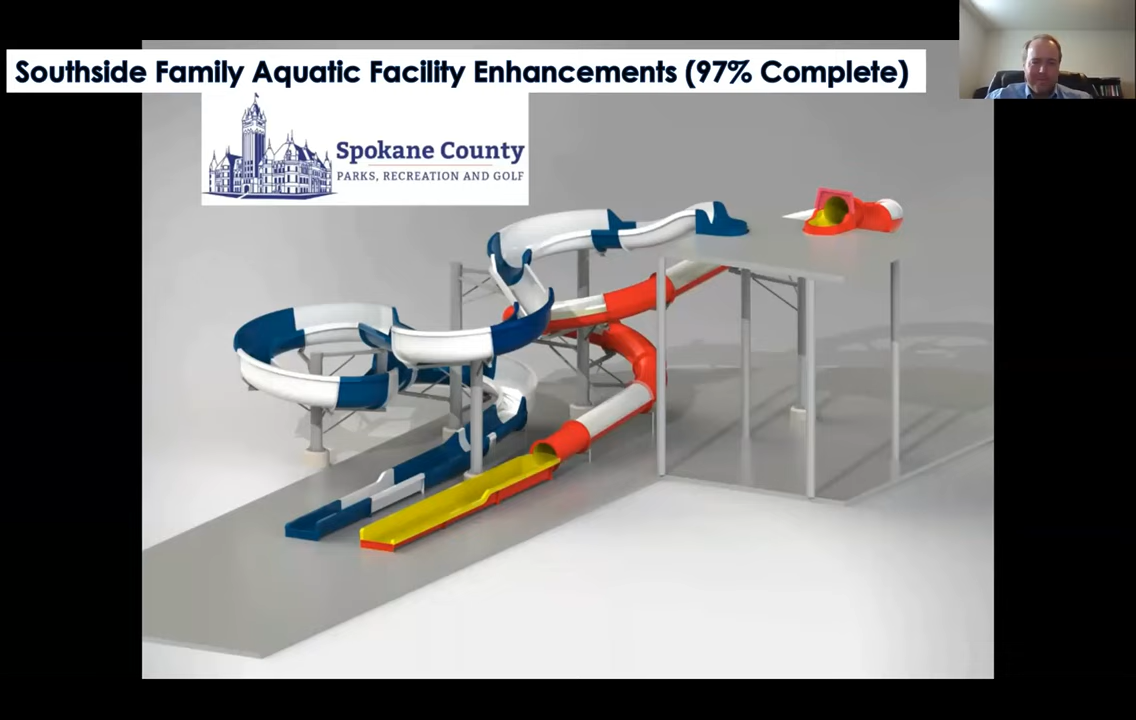 Southside Family Aquatic Facility Enhancements (97% Complete)
Spokane County
PARKS, RECREATION AND GOLF